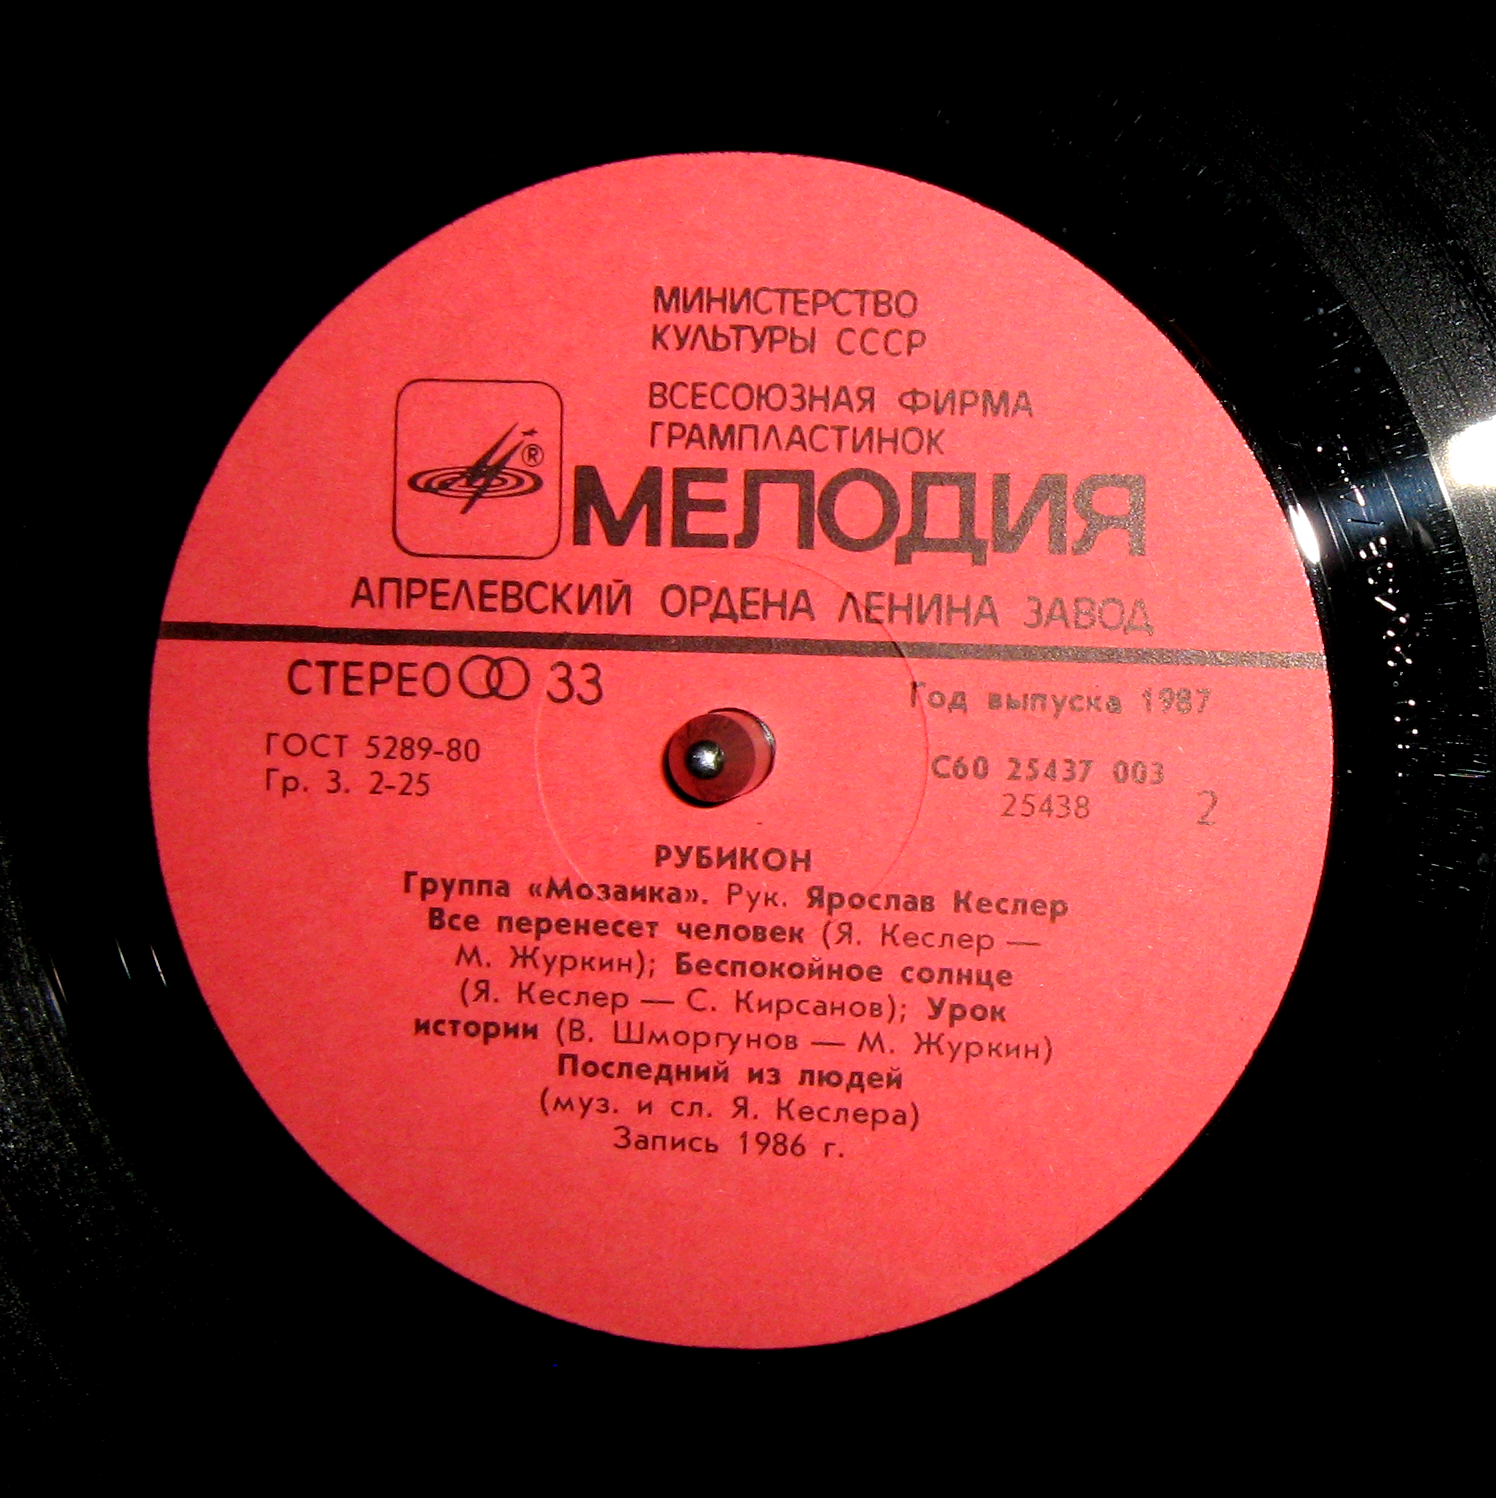 МИНИСТЕРСТВО
КУЛЬТУРЫ СССР
ВСЕСОЮЗНАЯ ФИРМА
ГРАМПЛАСТИНОК
®
МЕЛОДИЯ
АПРЕЛЕВСКИЙ ОРДЕНА ЛЕНИНА ЗАВОД
СТЕРЕО 33
Год выпуска 1987
ГОСТ 5289-80
Гр. 3. 2-25
С60 25437 003
25438
2
РУБИКОН
Группа «Мозаика». Рук. Ярослав Кеслер
Все перенесет человек (Я. Кеслер —
М. Журкин); Беспокойное солнце
(Я. Кеслер — С. Кирсанов); Урок
истории (В. Шморгунов — М. Журкин)
Последний из людей
(муз. и сл. Я. Кеслера)
Запись 1986 г.